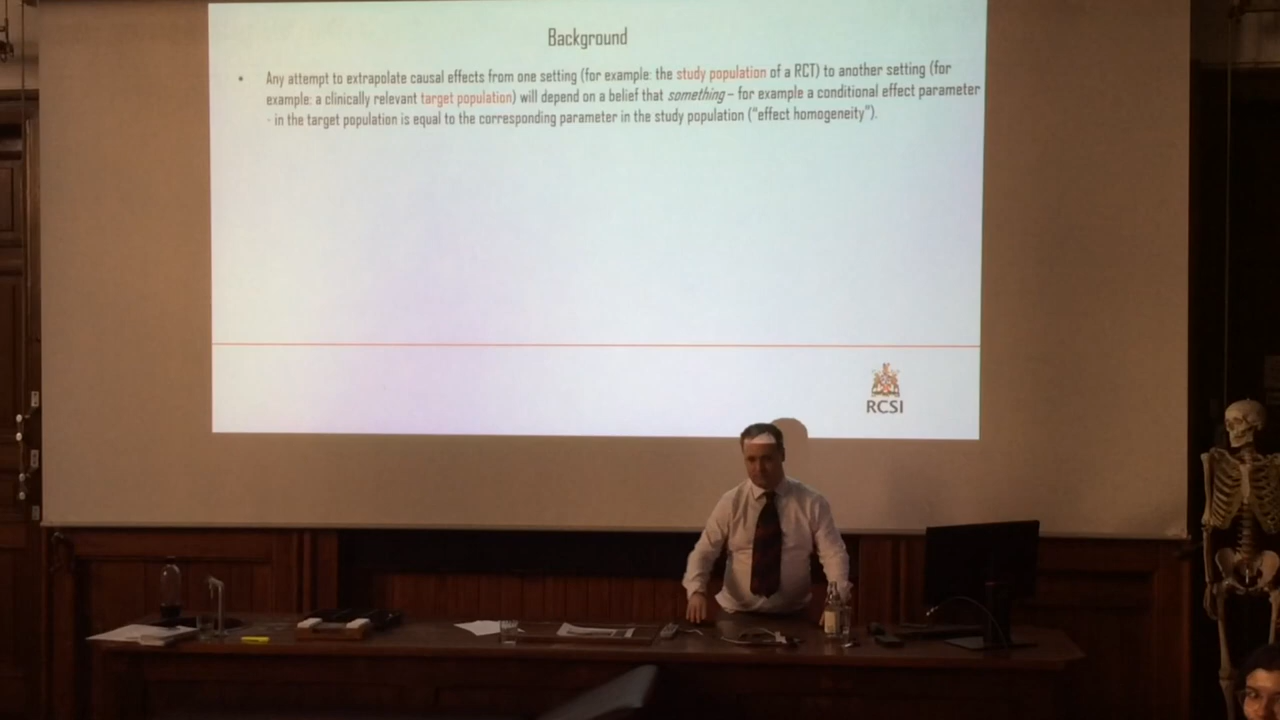 Background
• Any attempt to extrapolate causal effects from one setting (for example: the study population of a RCT) to another setting (for
example: a clinically relevant target population) will depend on a belief that something – for example a conditional effect parameter
- in the target population is equal to the corresponding parameter in the study population ("effect homogeneity").
RCSI